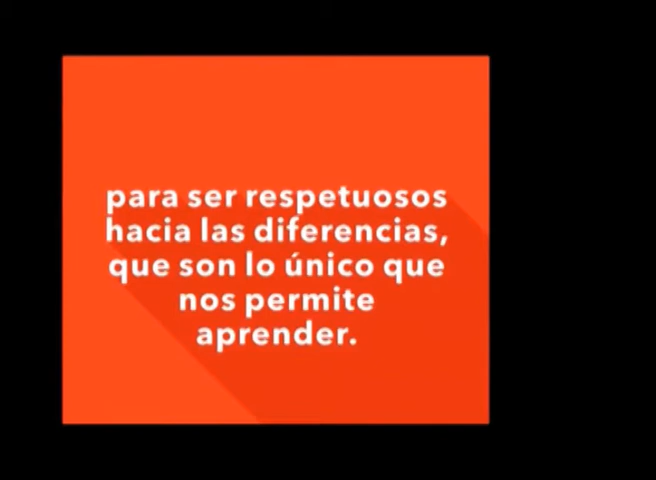 para ser respetuosos
hacia las diferencias,
que son lo único que
nos permite
aprender.